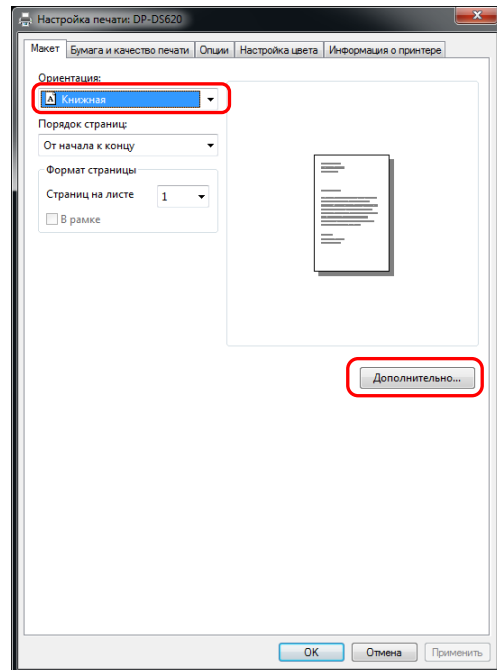 Настройка печати: DP-DS620
Макет Бумага и качество печати Опции Настройка цвета Информация о принтере
Ориентация:
A Книжная
Порядок страниц:
От начала к концу
Формат страницы
Страниц на листе 1
В рамке
Дополнительно...
ОК Отмена Применить